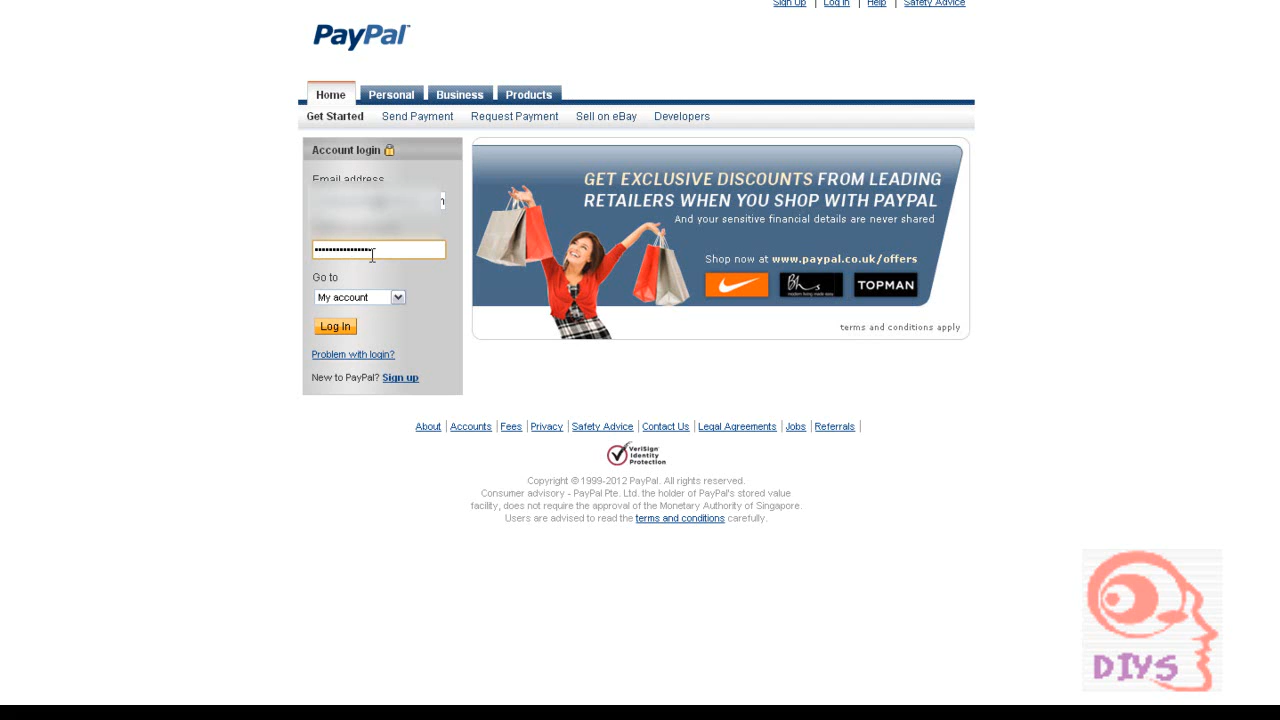 Sign Up | Log In | Help | Safety Advice
PayPal
Home Personal Business Products
Get Started Send Payment Request Payment Sell on eBay Developers
Account login
Email address
Go to
My account
Log In
Problem with login?
New to PayPal? Sign up
GET EXCLUSIVE DISCOUNTS FROM LEADING
RETAILERS WHEN YOU SHOP WITH PAYPAL
And your sensitive financial details are never shared
Shop now at www.paypal.co.uk/offers
Bhs
modern living made easy
TOPMAN
terms and conditions apply
About | Accounts | Fees | Privacy | Safety Advice | Contact Us | Legal Agreements | Jobs | Referrals |
VeriSign
Identity
Protection
Copyright © 1999-2012 PayPal. All rights reserved.
Consumer advisory - PayPal Pte. Ltd. the holder of PayPal's stored value
facility, does not require the approval of the Monetary Authority of Singapore.
Users are advised to read the terms and conditions carefully.
DIYS